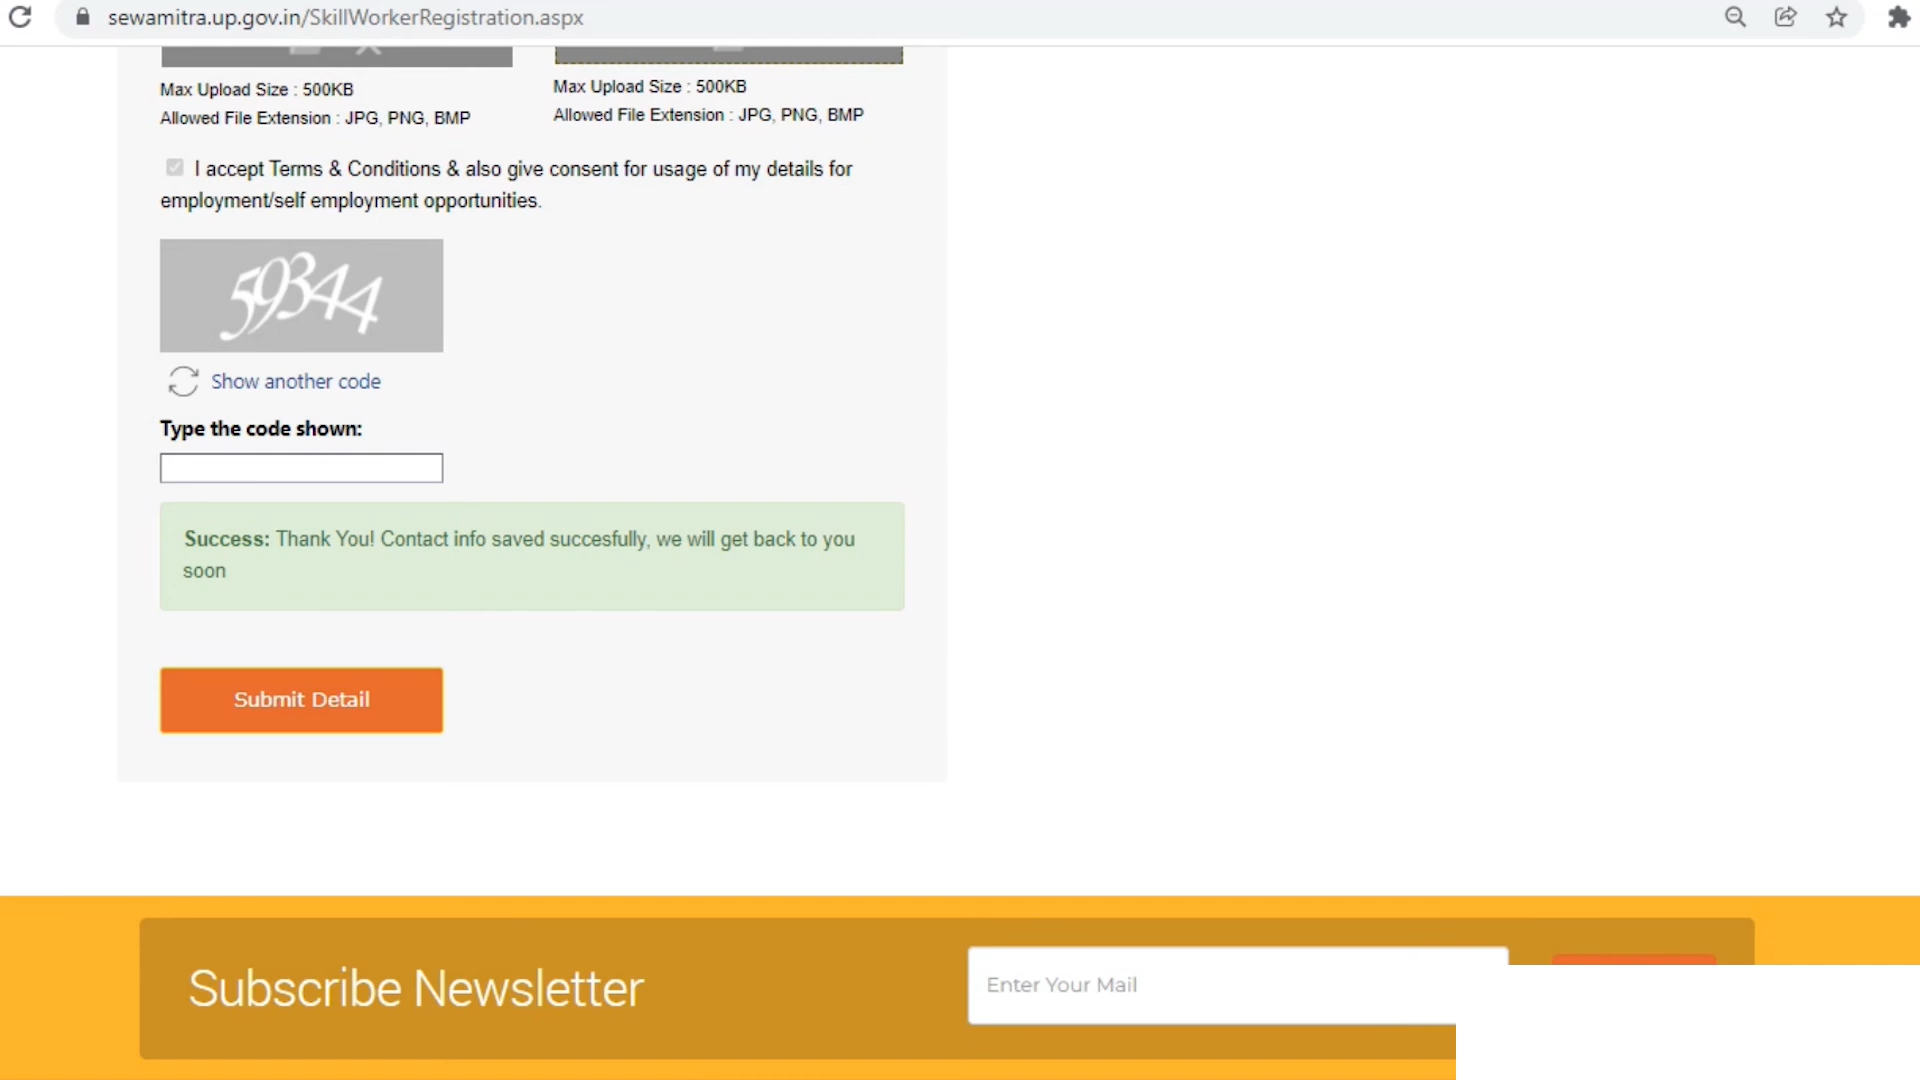 sewamitra.up.gov.in/SkillWorkerRegistration.aspx
Max Upload Size : 500KB
Allowed File Extension : JPG, PNG, BMP
Max Upload Size : 500KB
Allowed File Extension : JPG, PNG, BMP
I accept Terms & Conditions & also give consent for usage of my details for
employment/self employment opportunities.
59344
Show another code
Type the code shown:
Success: Thank You! Contact info saved succesfully, we will get back to you
soon
Submit Detail
Subscribe Newsletter
Enter Your Mail